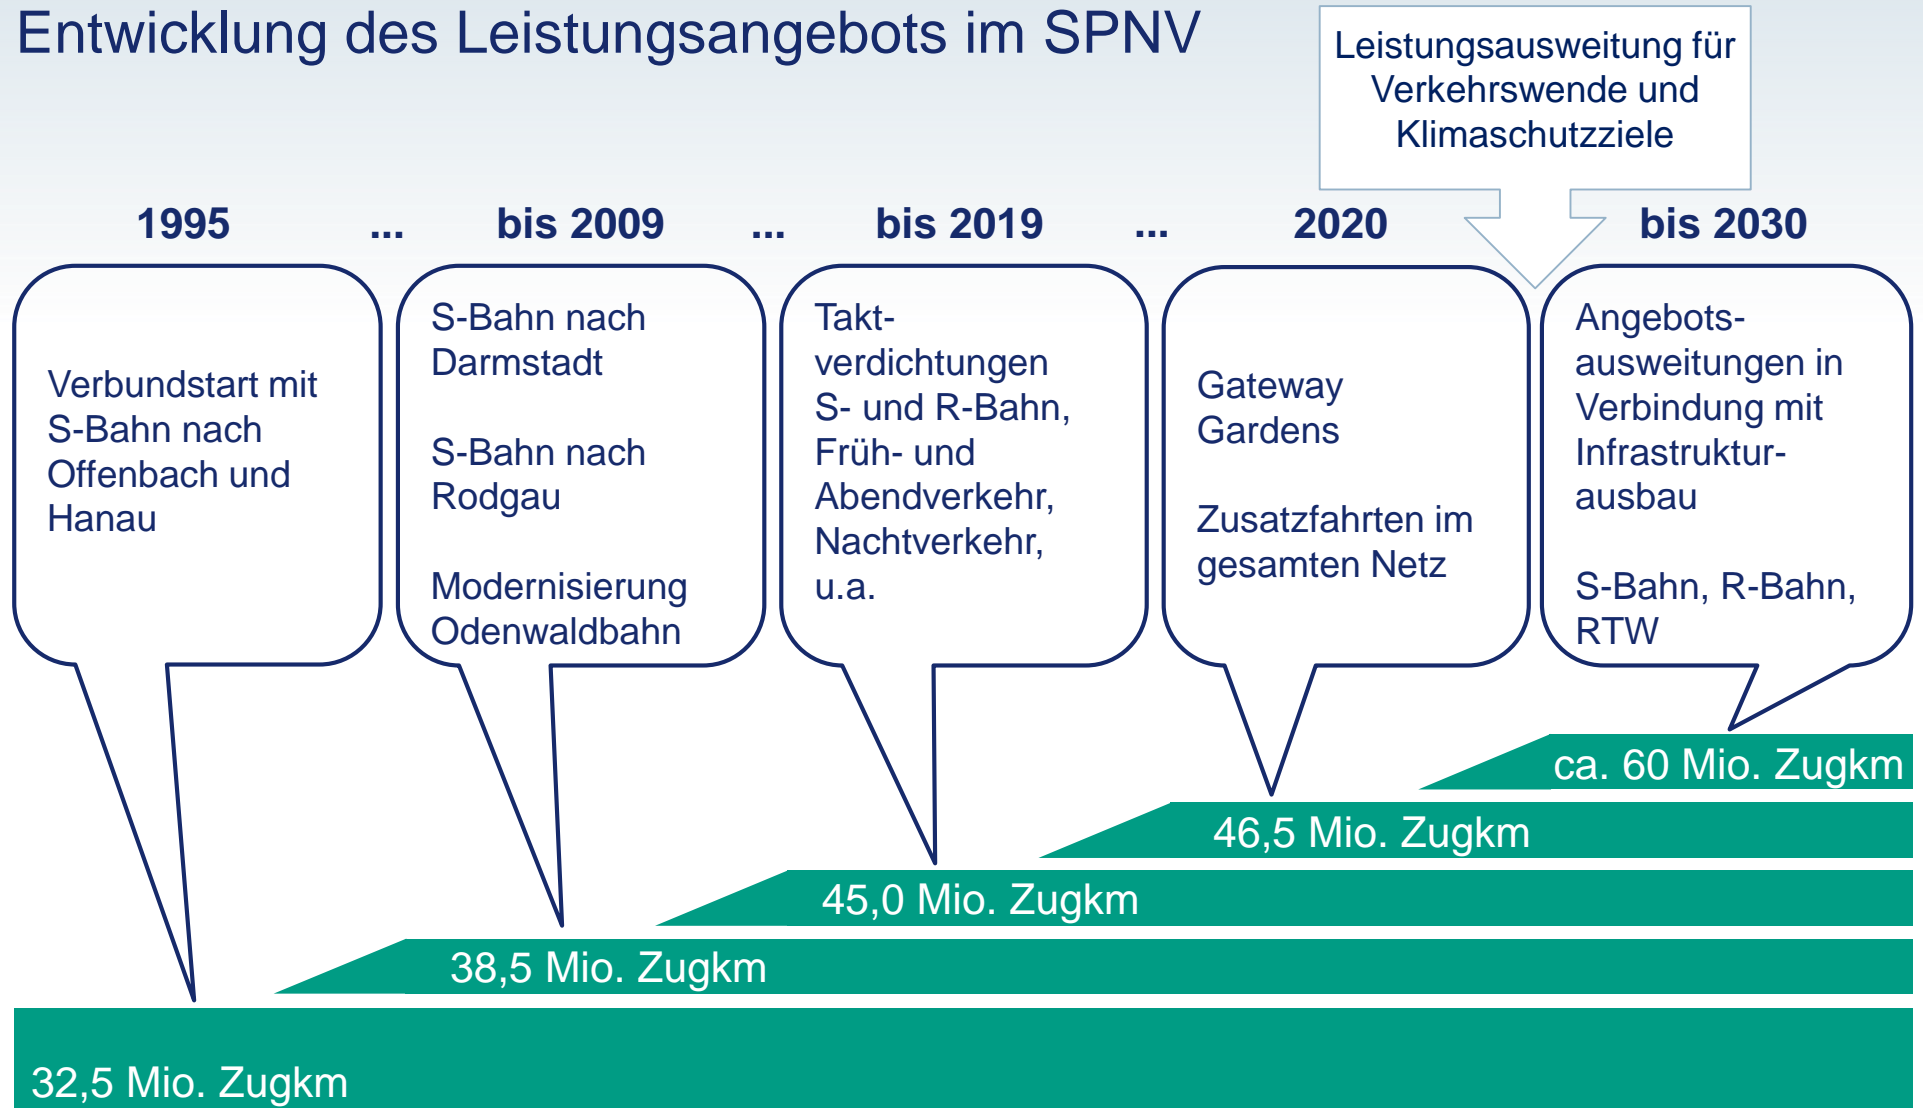 Entwicklung des Leistungsangebots im SPNV
Leistungsausweitung für
Verkehrswende und
Klimaschutzziele
1995 ... bis 2009 ... bis 2019 ... 2020 bis 2030
Verbundstart mit
S-Bahn nach
Offenbach und
Hanau
S-Bahn nach
Darmstadt
S-Bahn nach
Rodgau
Modernisierung
Odenwaldbahn
Takt-
verdichtungen
S- und R-Bahn,
Früh- und
Abendverkehr,
Nachtverkehr,
u.a.
Gateway
Gardens
Zusatzfahrten im
gesamten Netz
Angebots-
ausweitungen in
Verbindung mit
Infrastruktur-
ausbau
S-Bahn, R-Bahn,
RTW
ca. 60 Mio. Zugkm
46,5 Mio. Zugkm
45,0 Mio. Zugkm
38,5 Mio. Zugkm
32,5 Mio. Zugkm